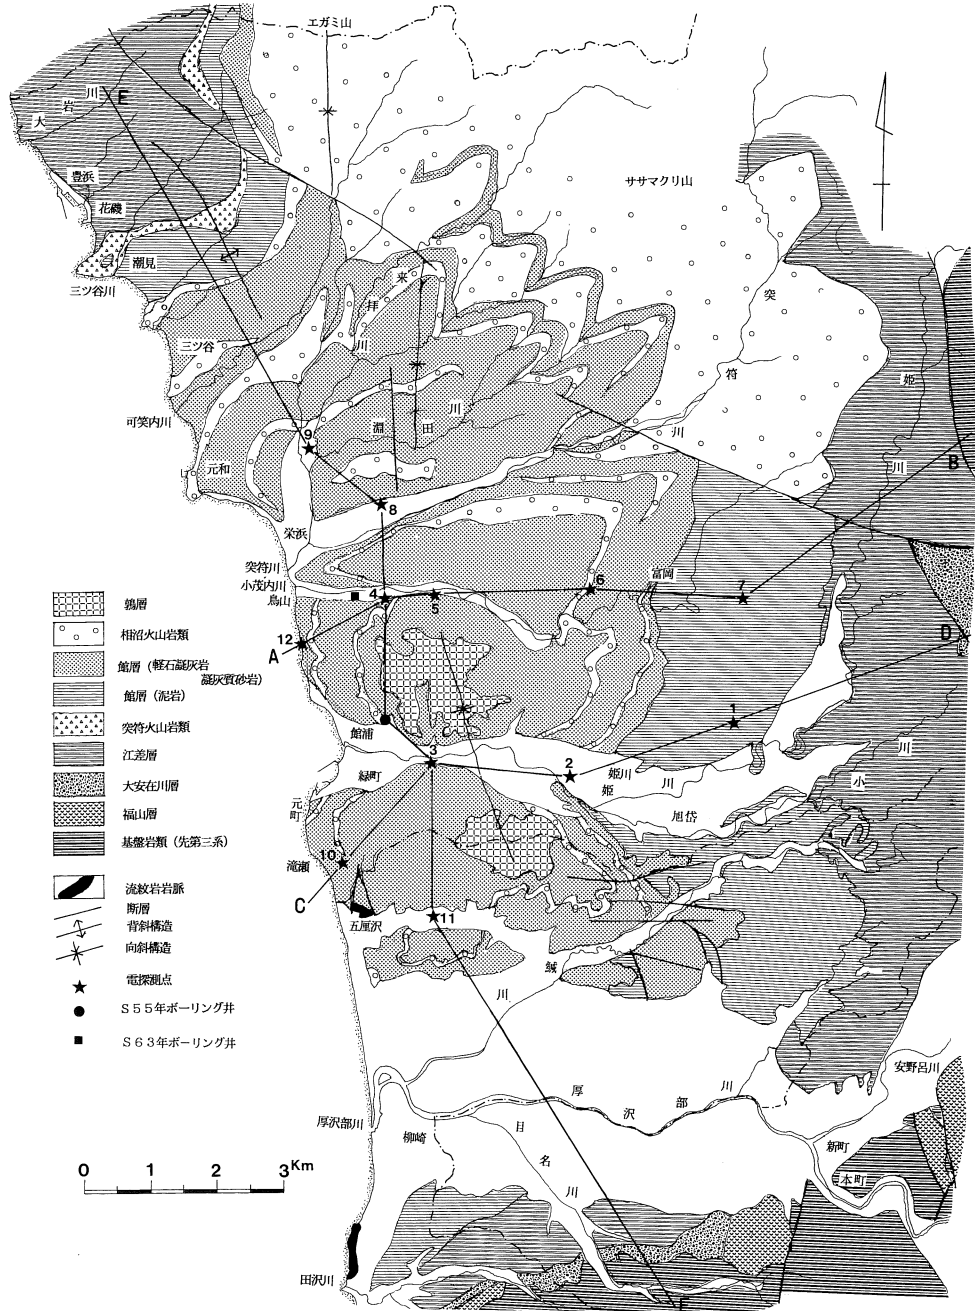 エガミ山
大
岩
川
E
豊浜
花磯
潮見
三ツ谷川
ササマクリ山
来
拝
川
突
符
川
三ツ谷
姫
川
可笑内川
淵
田
川
元和
9
8
B
栄浜
突符川
小茂内川
鳥山
4
5
6
富岡
7
12
A
D
1
館浦
3
2
緑町
姫川
姫
川
旭岱
小
川
元
町
10
滝瀬
C
五厘沢
11
鰔
川
安野呂川
厚
沢
部
川
厚沢部川
柳崎
目
名
川
新町
本町
田沢川
F
鶉層
相沼火山岩類
館層(軽石凝灰岩
凝灰質砂岩)
館層(泥岩)
突符火山岩類
江差層
大安在川層
福山層
基盤岩類(先第三系)
流紋岩岩脈
断層
背斜構造
向斜構造
電探測点
S55年ボーリング井
S63年ボーリング井
0 1 2 3Km